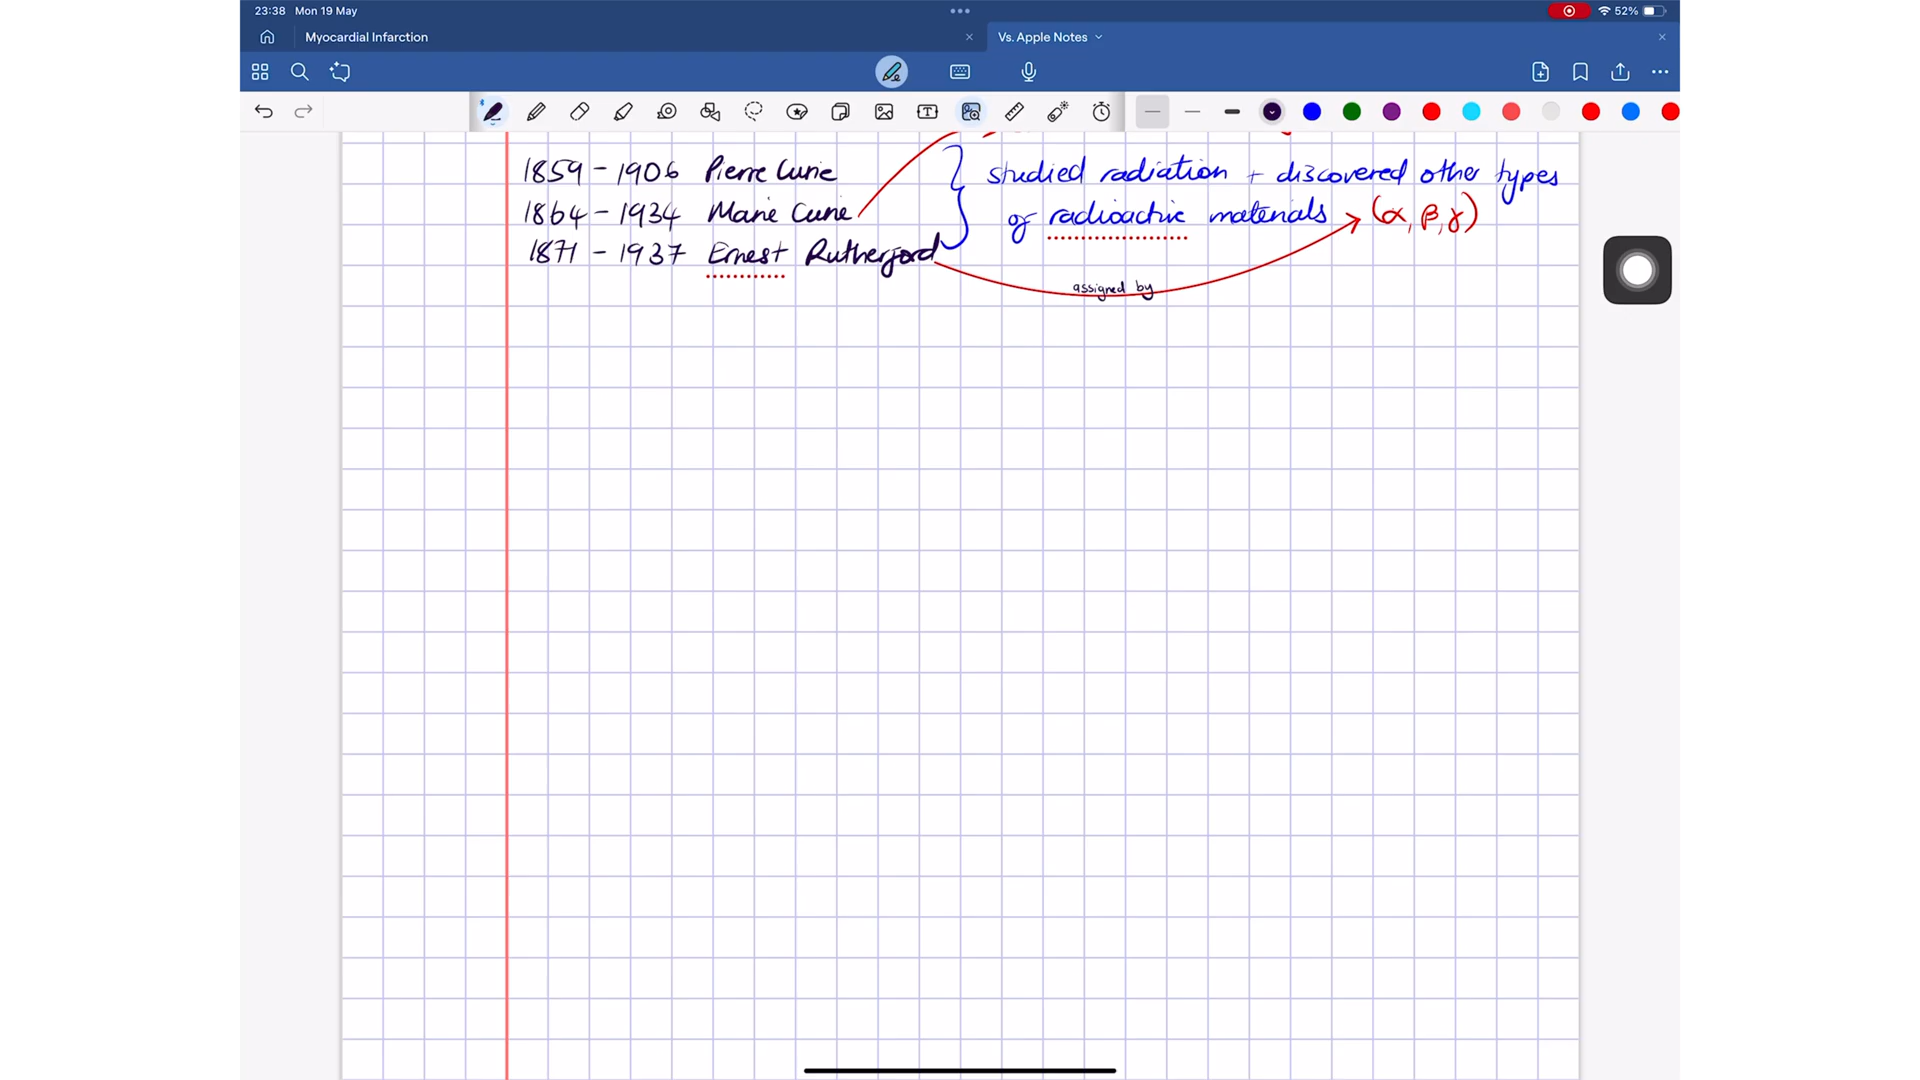 23:38 Mon 19 May
52%
Myocardial Infarction
Vs. Apple Notes
1859 - 1906 Pierre Curie
studied radiation + discovered other types
1864 - 1934 Marie Curie
of radioactive materials (α, β, γ)
1871 - 1937 Ernest Rutherford
assigned by